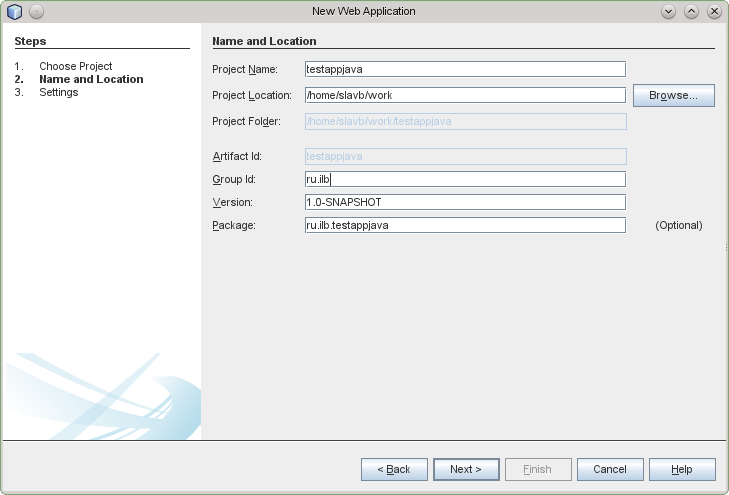 New Web Application
Steps
1. Choose Project
2. Name and Location
3. Settings
Name and Location
Project Name: testappjava
Project Location: /home/slavb/work Browse...
Project Folder: /home/slavb/work/testappjava
Artifact Id: testappjava
Group Id: ru.ilb
Version: 1.0-SNAPSHOT
Package: ru.ilb.testappjava (Optional)
< Back Next > Finish Cancel Help